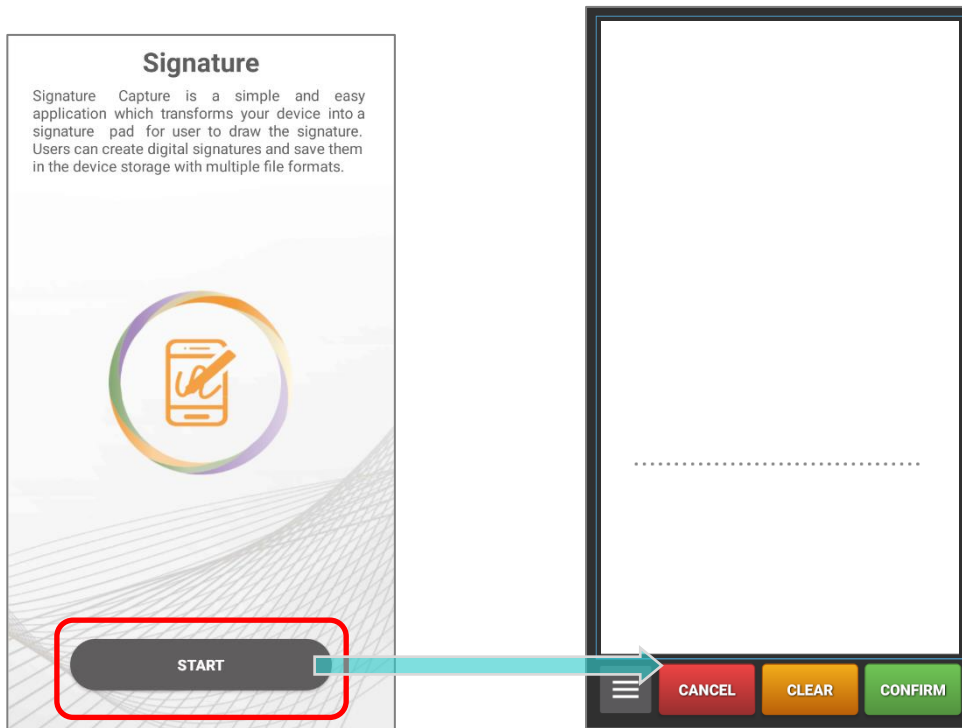 Signature
Signature Capture is a simple and easy
application which transforms your device into a
signature pad for user to draw the signature.
Users can create digital signatures and save them
in the device storage with multiple file formats.
START
CANCEL
CLEAR
CONFIRM